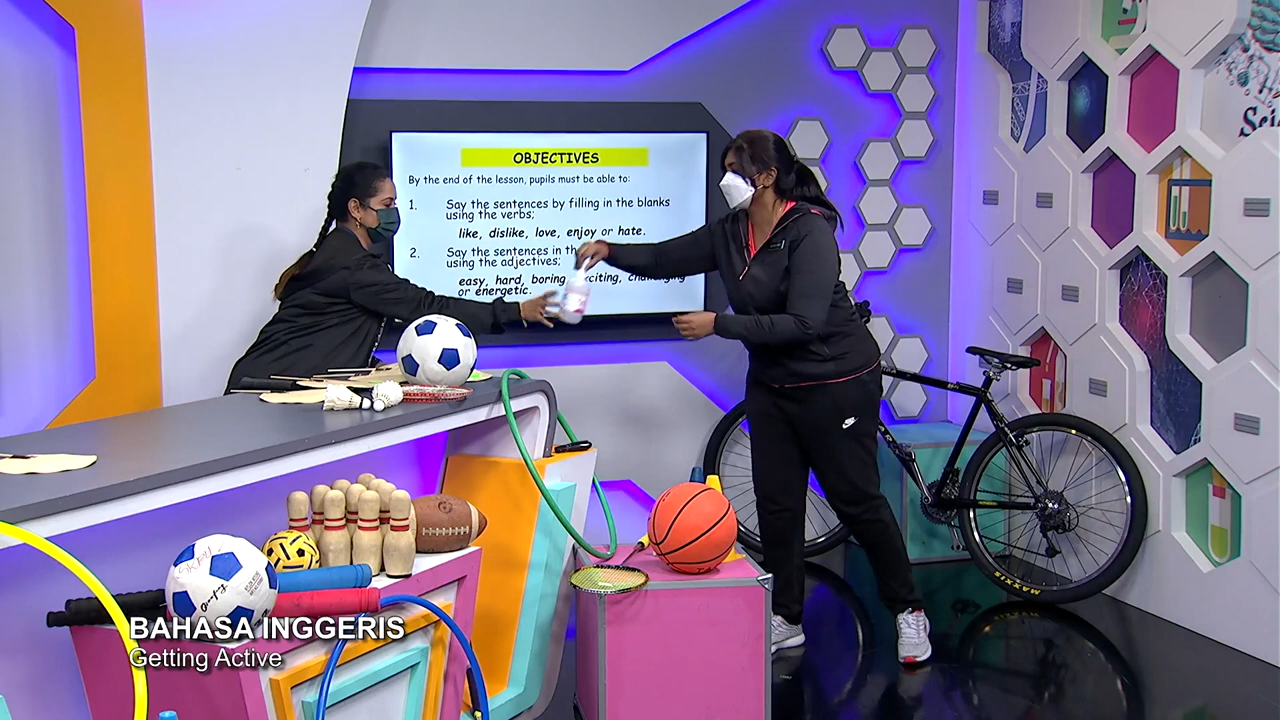 OBJECTIVES
By the end of the lesson, pupils must be able to:
1. Say the sentences by filling in the blanks
using the verbs;
like, dislike, love, enjoy or hate.
2. Say the sentences in th
using the adjectives;
easy, hard, boring citing, challenging
or energetic.
MAXXIS
BAHASA INGGERIS
Getting Active